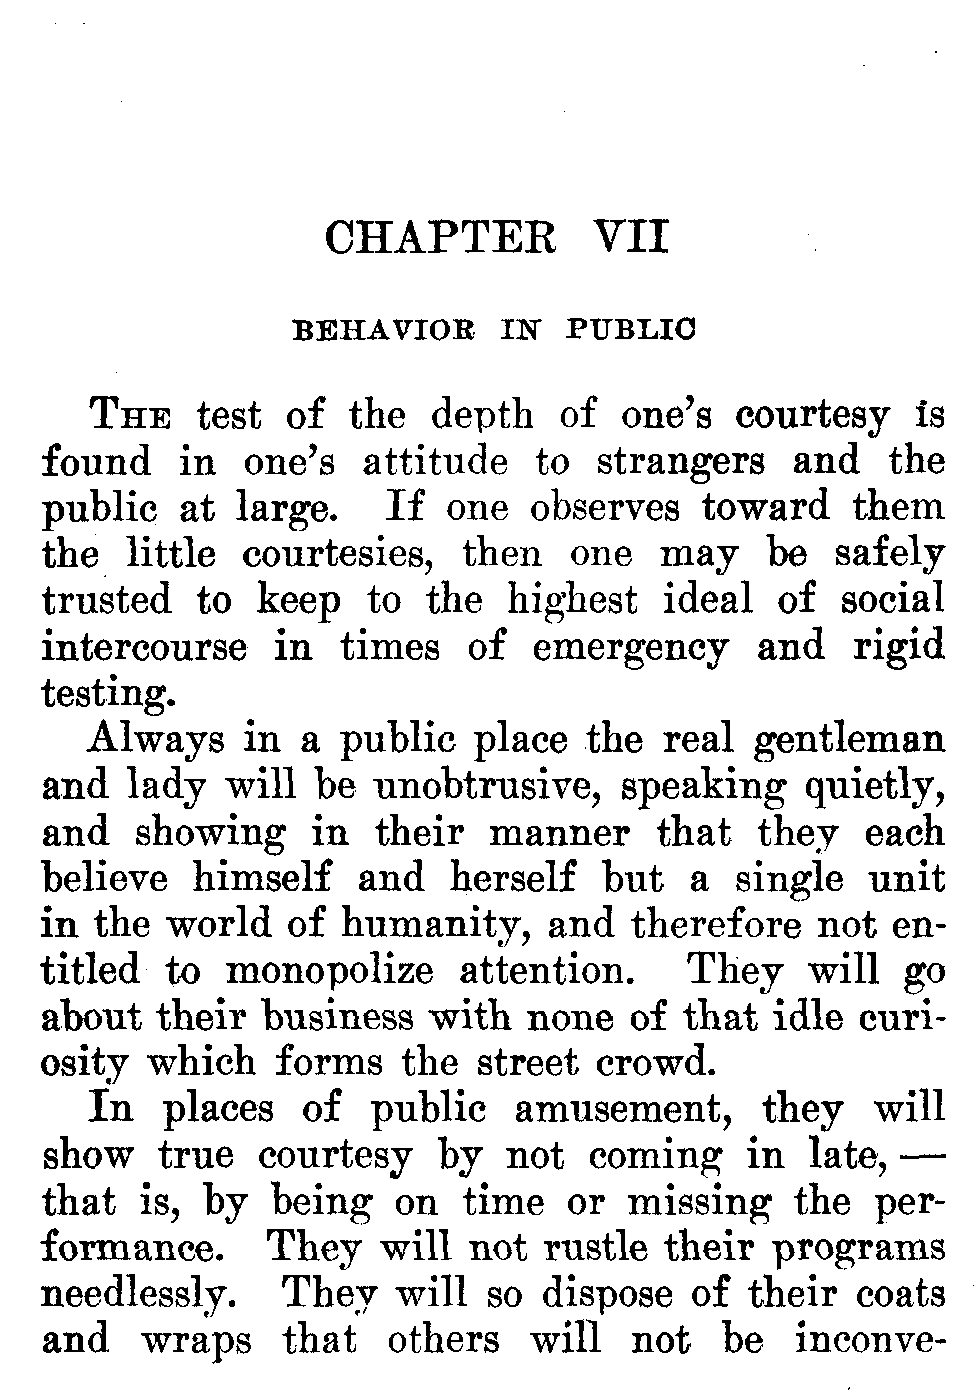 CHAPTER VII
BEHAVIOR IN PUBLIC
THE test of the depth of one's courtesy is
found in one's attitude to strangers and the
public at large. If one observes toward them
the little courtesies, then one may be safely
trusted to keep to the highest ideal of social
intercourse in times of emergency and rigid
testing.
Always in a public place the real gentleman
and lady will be unobtrusive, speaking quietly,
and showing in their manner that they each
believe himself and herself but a single unit
in the world of humanity, and therefore not en-
titled to monopolize attention. They will go
about their business with none of that idle curi-
osity which forms the street crowd.
In places of public amusement, they will
show true courtesy by not coming in late, —
that is, by being on time or missing the per-
formance. They will not rustle their programs
needlessly. They will so dispose of their coats
and wraps that others will not be inconve-